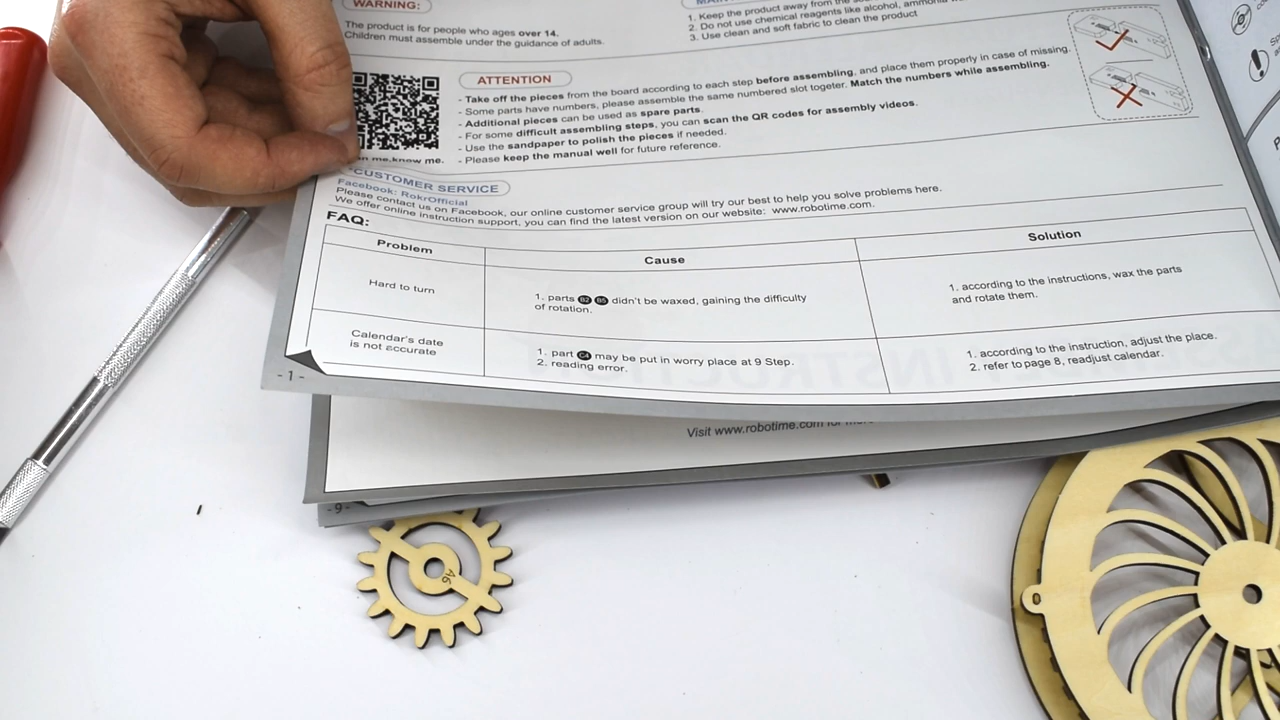 WARNING:
The product is for people who ages over 14.
Children must assemble under the guidance of adults.
1. Keep the product away from the
2. Do not use chemical reagents like alcohol,
3. Use clean and soft fabric to clean the product
ATTENTION
- Take off the pieces from the board according to each step before assembling, and place them properly in case of missing.
- Some parts have numbers, please assemble the same numbered slot togeter. Match the numbers while assembling.
- Additional pieces can be used as spare parts.
- For some difficult assembling steps, you can scan the QR codes for assembly videos.
- Use the sandpaper to polish the pieces if needed.
- Please keep the manual well for future reference.
me,know me.
CUSTOMER SERVICE
Facebook: RokrOfficial
Please contact us on Facebook, our online customer service group will try our best to help you solve problems here.
We offer online instruction support, you can find the latest version on our website: www.robotime.com.
FAQ:
Problem Cause Solution
Hard to turn
1. parts B2 B5 didn't be waxed, gaining the difficulty
of rotation.
1. according to the instructions, wax the parts
and rotate them.
Calendar's date
is not accurate
1. part C4 may be put in worry place at 9 Step.
2. reading error.
1. according to the instruction, adjust the place.
2. refer to page 8, readjust calendar.
- 1 -
Visit www.robotime.com for
-9-
A6